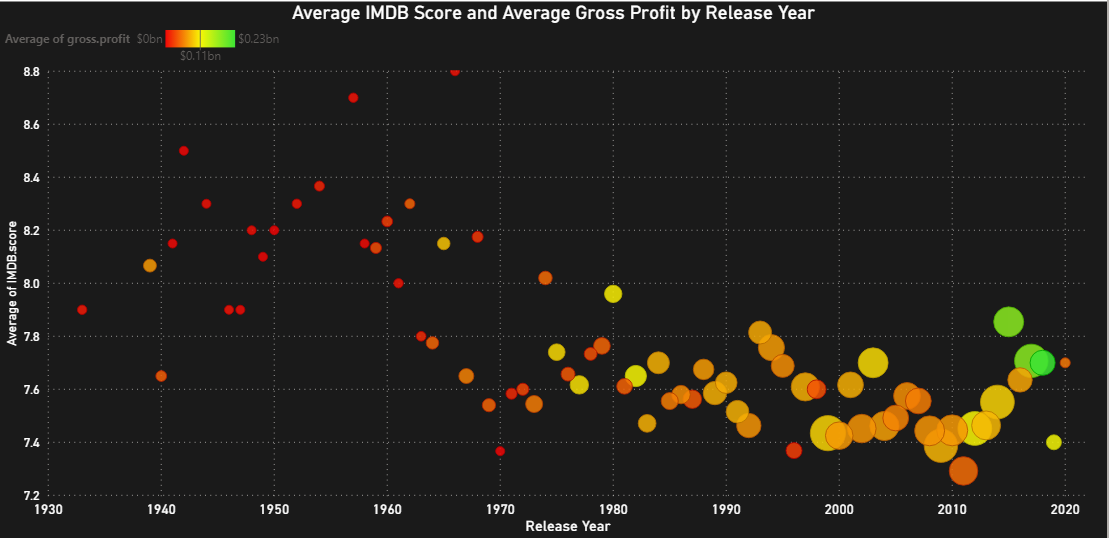 Average IMDB Score and Average Gross Profit by Release Year
Average of gross.profit $0bn $0.23bn
$0.11bn
Average of IMDB.score
8.8
8.6
8.4
8.2
8.0
7.8
7.6
7.4
7.2
1930 1940 1950 1960 1970 1980 1990 2000 2010 2020
Release Year